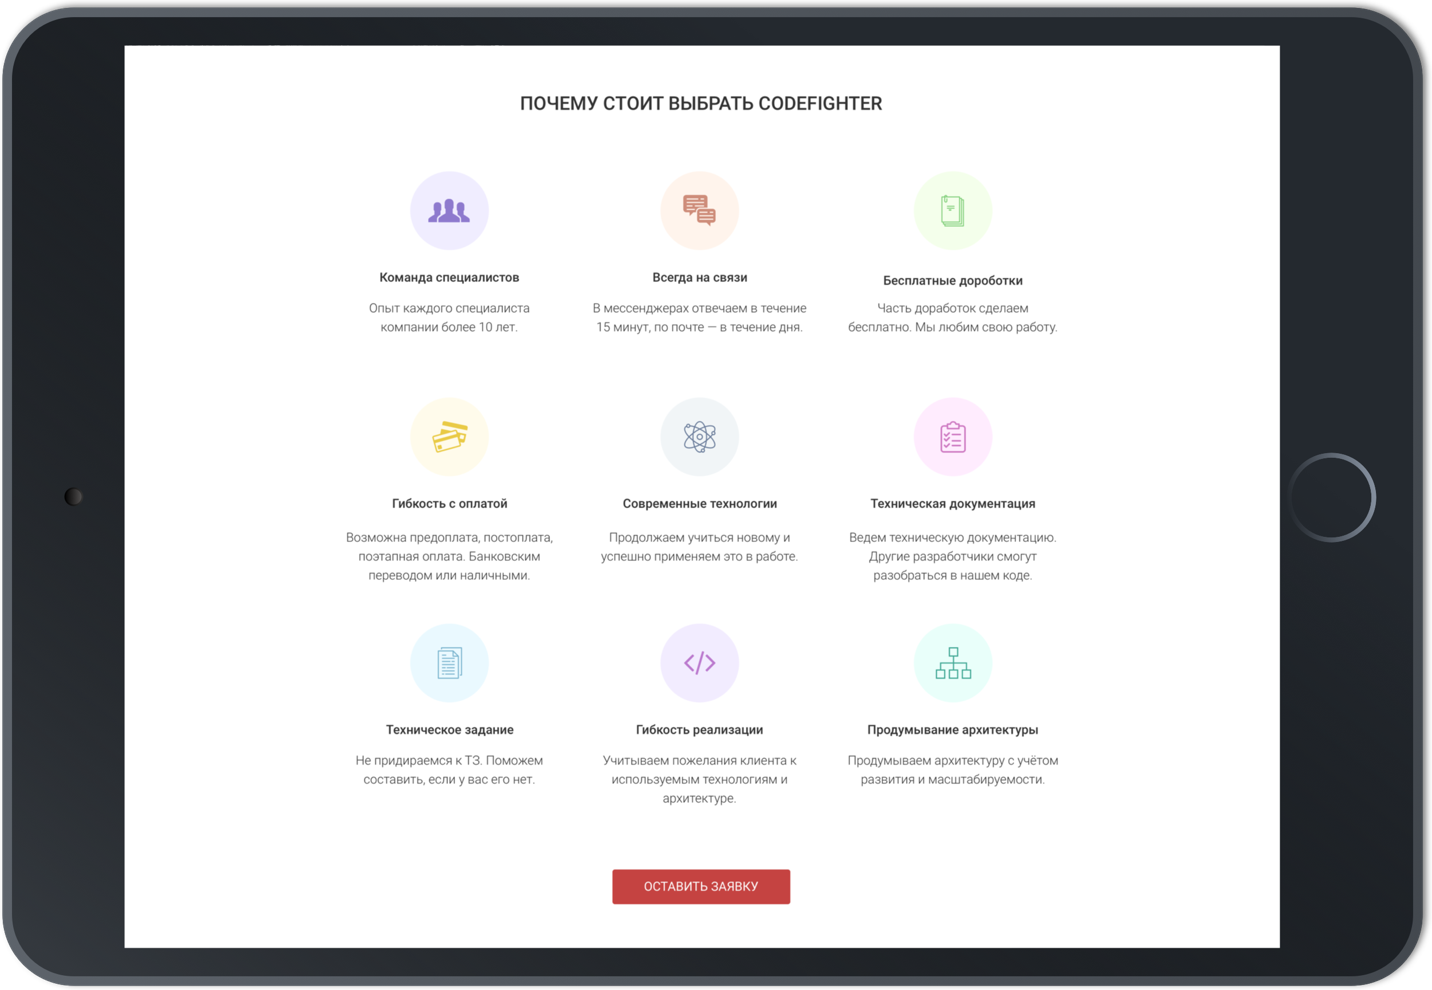 ПОЧЕМУ СТОИТ ВЫБРАТЬ CODEFIGHTER
Команда специалистов
Опыт каждого специалиста
компании более 10 лет.
Всегда на связи
В мессенджерах отвечаем в течение
15 минут, по почте — в течение дня.
Бесплатные дороботки
Часть доработок сделаем
бесплатно. Мы любим свою работу.
Гибкость с оплатой
Возможна предоплата, постоплата,
поэтапная оплата. Банковским
переводом или наличными.
Современные технологии
Продолжаем учиться новому и
успешно применяем это в работе.
Техническая документация
Ведем техническую документацию.
Другие разработчики смогут
разобраться в нашем коде.
Техническое задание
Не придираемся к ТЗ. Поможем
составить, если у вас его нет.
Гибкость реализации
Учитываем пожелания клиента к
используемым технологиям и
архитектуре.
Продумывание архитектуры
Продумываем архитектуру с учётом
развития и масштабируемости.
ОСТАВИТЬ ЗАЯВКУ